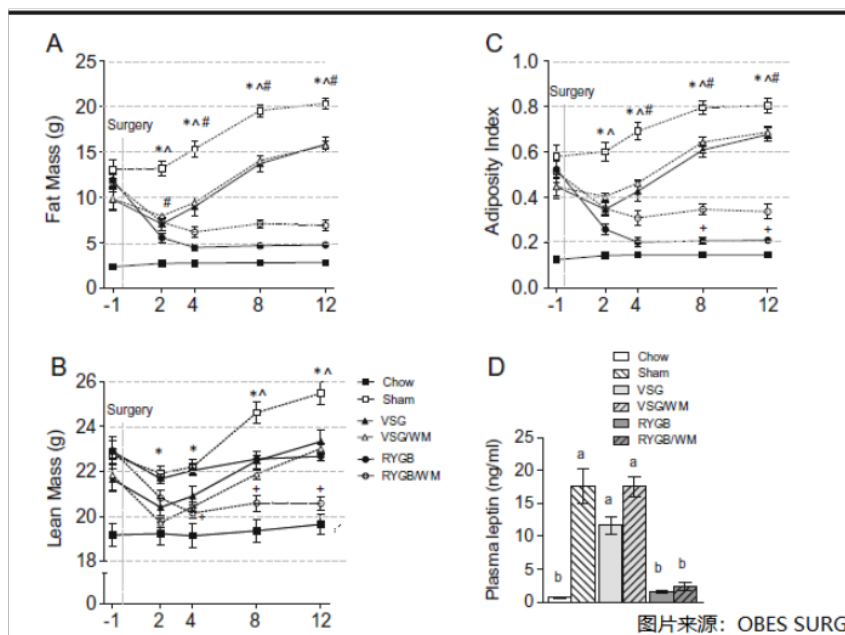 A
Fat Mass (g)
25
20
15
10
5
0
Surgery
*^
#
*^ #
*^#
*^#
-1 2 4 8 12
C
Adiposity Index
1.0
0.8
0.6
0.4
0.2
0.0
Surgery
*^
*^#
*^#
*^#
+
+
-1 2 4 8 12
B
Lean Mass (g)
26
24
22
20
18
0
Surgery
*
*
*^
*^
+
+
+
-1 2 4 8 12
Chow
Sham
VSG
VSG/WM
RYGB
RYGB/WM
D
Chow
Sham
VSG
VSG/WM
RYGB
RYGB/WM
Plasma leptin (ng/ml)
25
20
15
10
5
0
b a a a b b
图片来源：OBES SURG